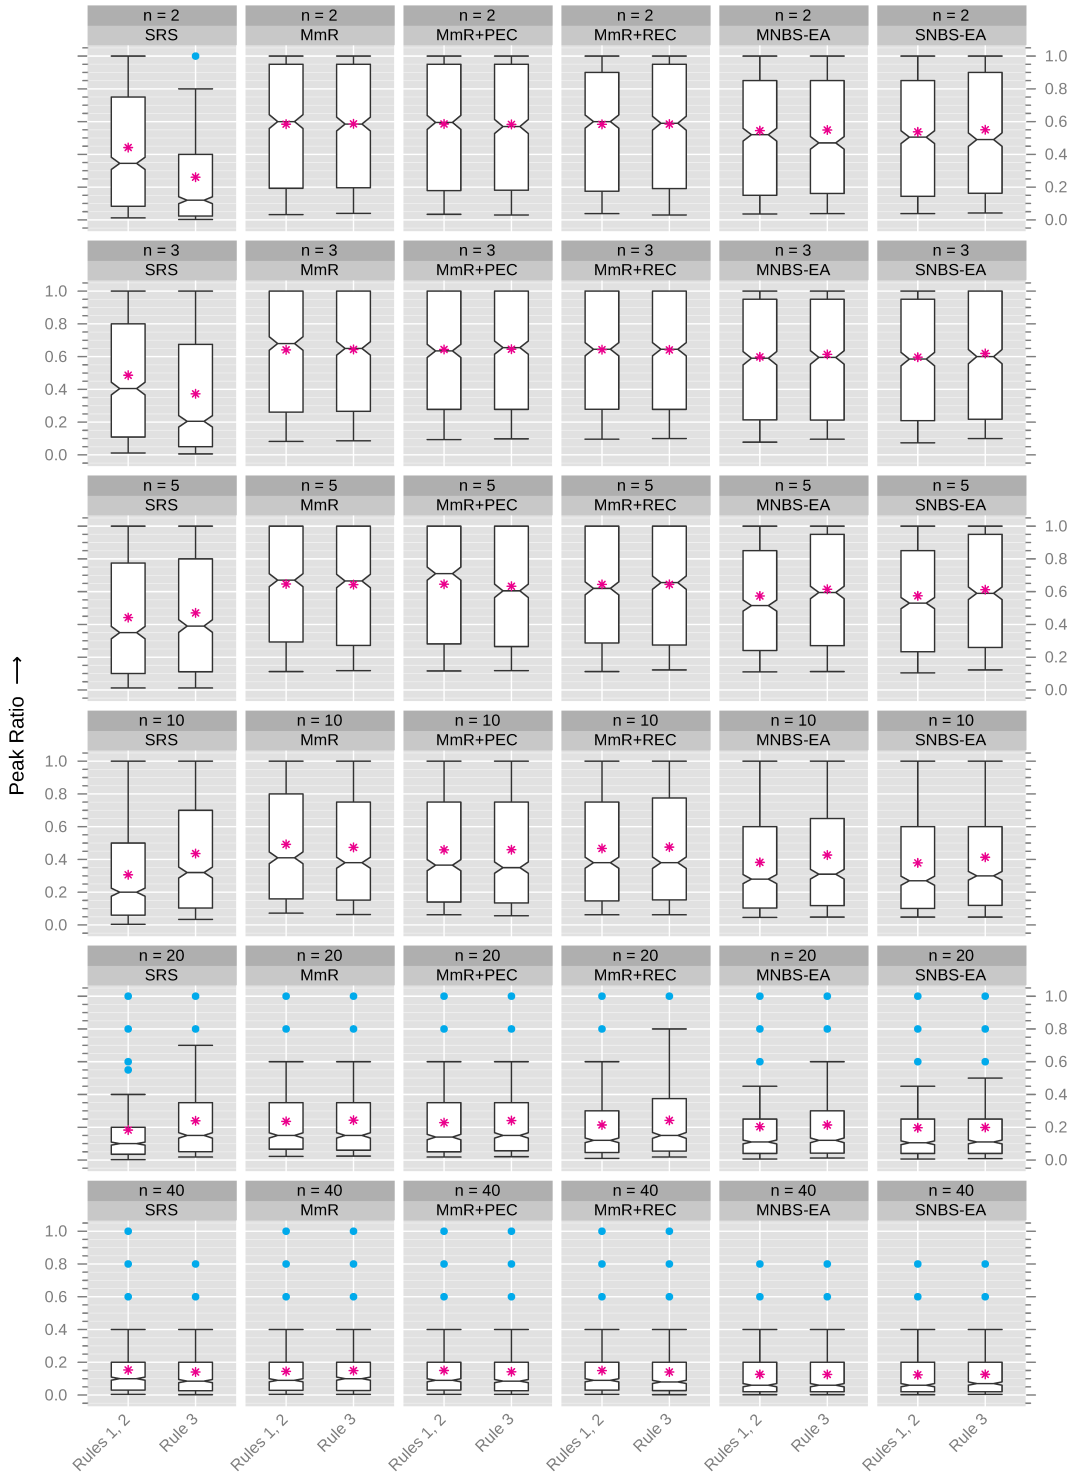 n = 2 n = 2 n = 2 n = 2 n = 2 n = 2
SRS MmR MmR+PEC MmR+REC MNBS-EA SNBS-EA
1.0
0.8
0.6
0.4
0.2
0.0
n = 3 n = 3 n = 3 n = 3 n = 3 n = 3
SRS MmR MmR+PEC MmR+REC MNBS-EA SNBS-EA
1.0
0.8
0.6
0.4
0.2
0.0
n = 5 n = 5 n = 5 n = 5 n = 5 n = 5
SRS MmR MmR+PEC MmR+REC MNBS-EA SNBS-EA
1.0
0.8
0.6
0.4
0.2
0.0
Peak Ratio →
n = 10 n = 10 n = 10 n = 10 n = 10 n = 10
SRS MmR MmR+PEC MmR+REC MNBS-EA SNBS-EA
1.0
0.8
0.6
0.4
0.2
0.0
n = 20 n = 20 n = 20 n = 20 n = 20 n = 20
SRS MmR MmR+PEC MmR+REC MNBS-EA SNBS-EA
1.0
0.8
0.6
0.4
0.2
0.0
n = 40 n = 40 n = 40 n = 40 n = 40 n = 40
SRS MmR MmR+PEC MmR+REC MNBS-EA SNBS-EA
1.0
0.8
0.6
0.4
0.2
0.0
Rules 1, 2 Rule 3 Rules 1, 2 Rule 3 Rules 1, 2 Rule 3 Rules 1, 2 Rule 3 Rules 1, 2 Rule 3 Rules 1, 2 Rule 3